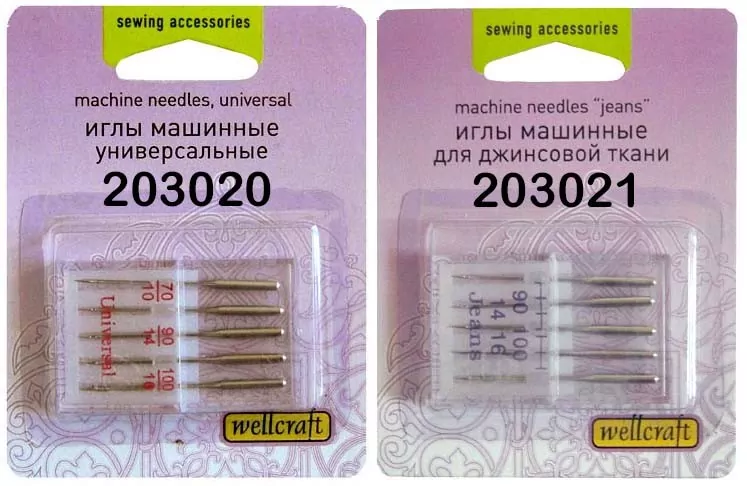 sewing accessories
machine needles, universal
иглы машинные
универсальные
203020
70
10
90
14
100
16
Universal
wellcraft
sewing accessories
machine needles "jeans"
иглы машинные
для джинсовой ткани
203021
90 100
14 16
Jeans
wellcraft